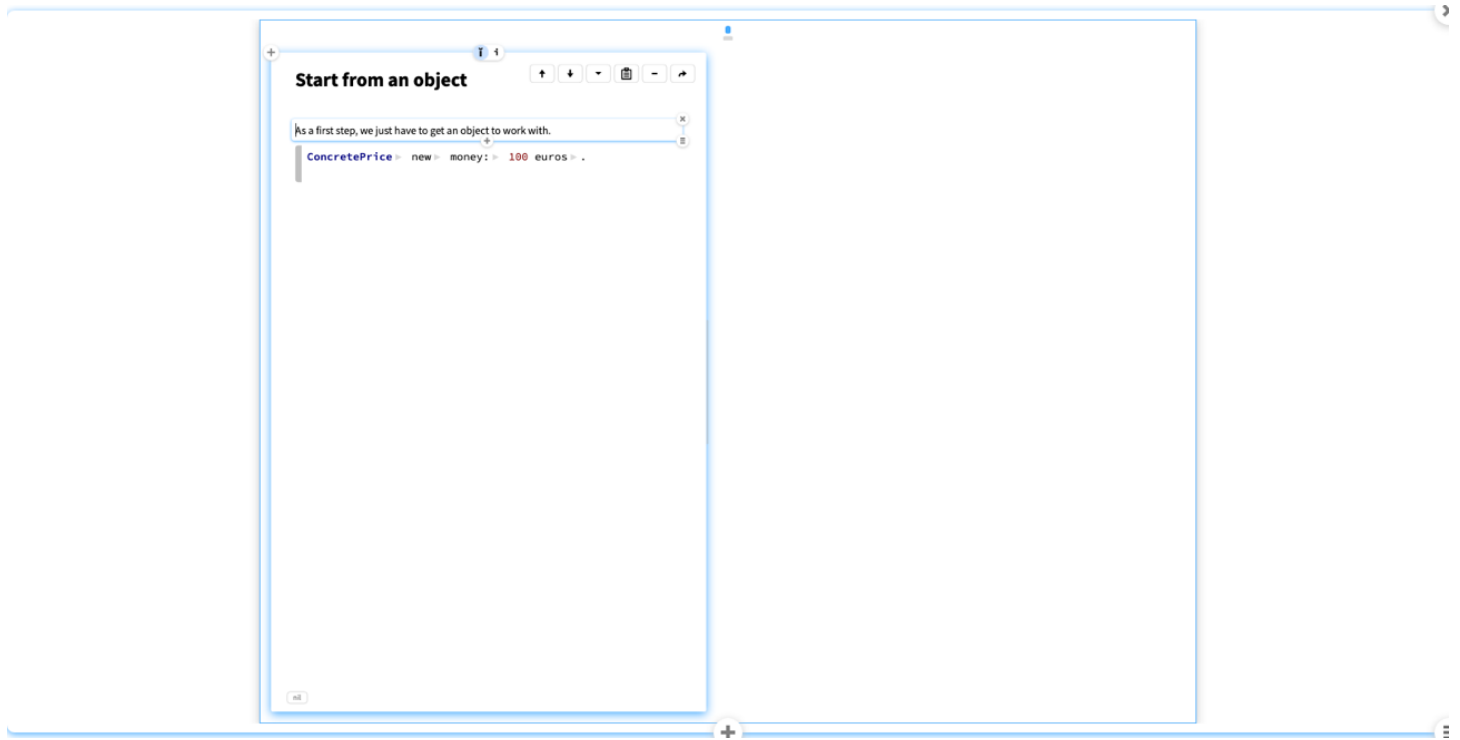 Start from an object
As a first step, we just have to get an object to work with.
ConcretePrice new money: 100 euros .
nil